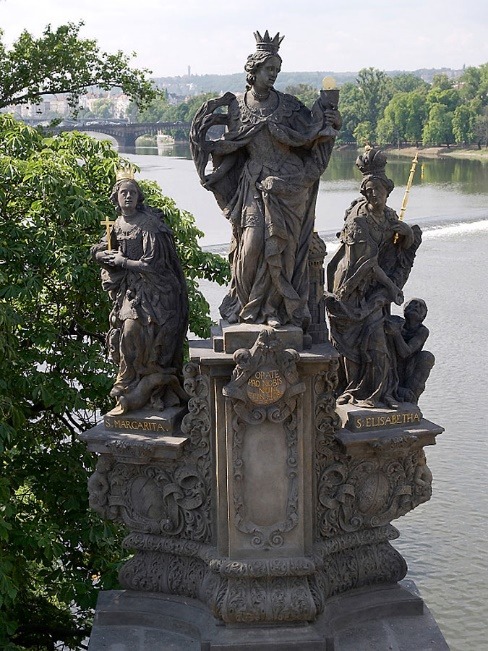 ORATE
PRO NOBIS
S. MARGARITA.
S. ELISABETHA